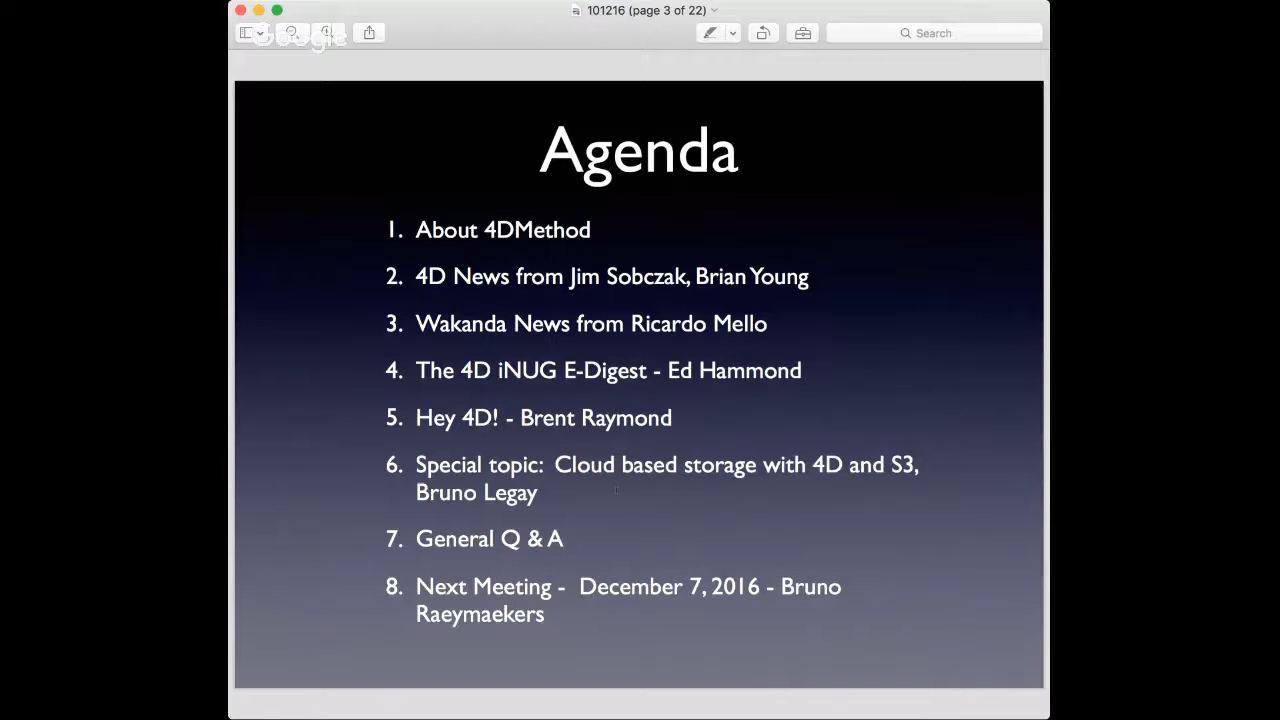 101216 (page 3 of 22)
Google
Search
Agenda
1. About 4DMethod
2. 4D News from Jim Sobczak, Brian Young
3. Wakanda News from Ricardo Mello
4. The 4D iNUG E-Digest - Ed Hammond
5. Hey 4D! - Brent Raymond
6. Special topic: Cloud based storage with 4D and S3,
Bruno Legay
7. General Q & A
8. Next Meeting - December 7, 2016 - Bruno
Raeymaekers